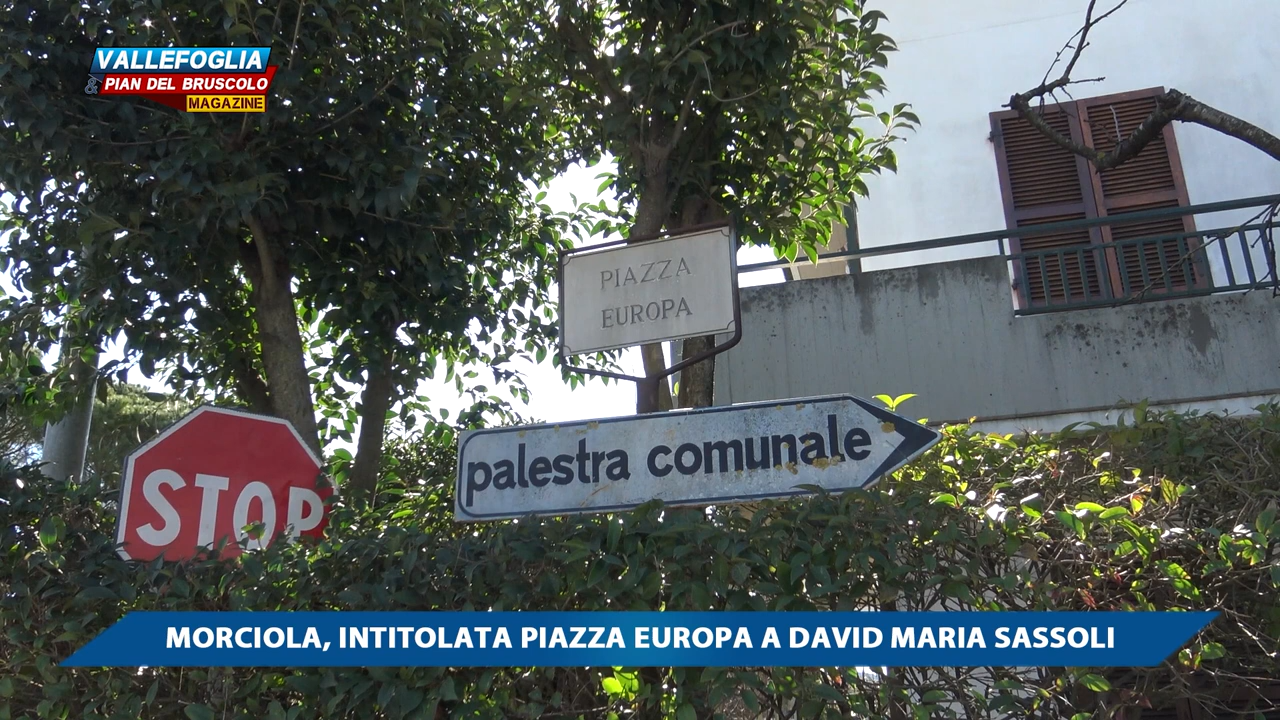 VALLEFOGLIA
& PIAN DEL BRUSCOLO
MAGAZINE
PIAZZA
EUROPA
palestra comunale
STOP
MORCIOLA, INTITOLATA PIAZZA EUROPA A DAVID MARIA SASSOLI